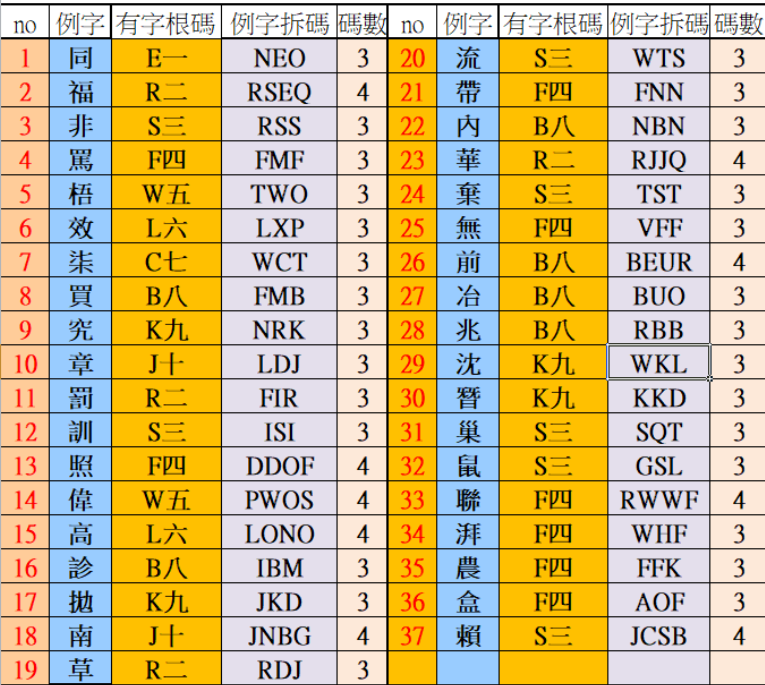 no 例字 有字根碼 例字拆碼 碼數 no 例字 有字根碼 例字拆碼 碼數
1 同 E一 NEO 3 20 流 S三 WTS 3
2 福 R二 RSEQ 4 21 帶 F四 FNN 3
3 非 S三 RSS 3 22 內 B八 NBN 3
4 罵 F四 FMF 3 23 華 R二 RJJQ 4
5 梧 W五 TWO 3 24 棄 S三 TST 3
6 效 L六 LXP 3 25 無 F四 VFF 3
7 柒 C七 WCT 3 26 前 B八 BEUR 4
8 買 B八 FMB 3 27 冶 B八 BUO 3
9 究 K九 NRK 3 28 兆 B八 RBB 3
10 章 J十 LDJ 3 29 沈 K九 WKL 3
11 罰 R二 FIR 3 30 簪 K九 KKD 3
12 訓 S三 ISI 3 31 巢 S三 SQT 3
13 照 F四 DDOF 4 32 鼠 S三 GSL 3
14 偉 W五 PWOS 4 33 聯 F四 RWWF 4
15 高 L六 LONO 4 34 湃 F四 WHF 3
16 診 B八 IBM 3 35 農 F四 FFK 3
17 拋 K九 JKD 3 36 盒 F四 AOF 3
18 南 J十 JNBG 4 37 賴 S三 JCSB 4
19 草 R二 RDJ 3